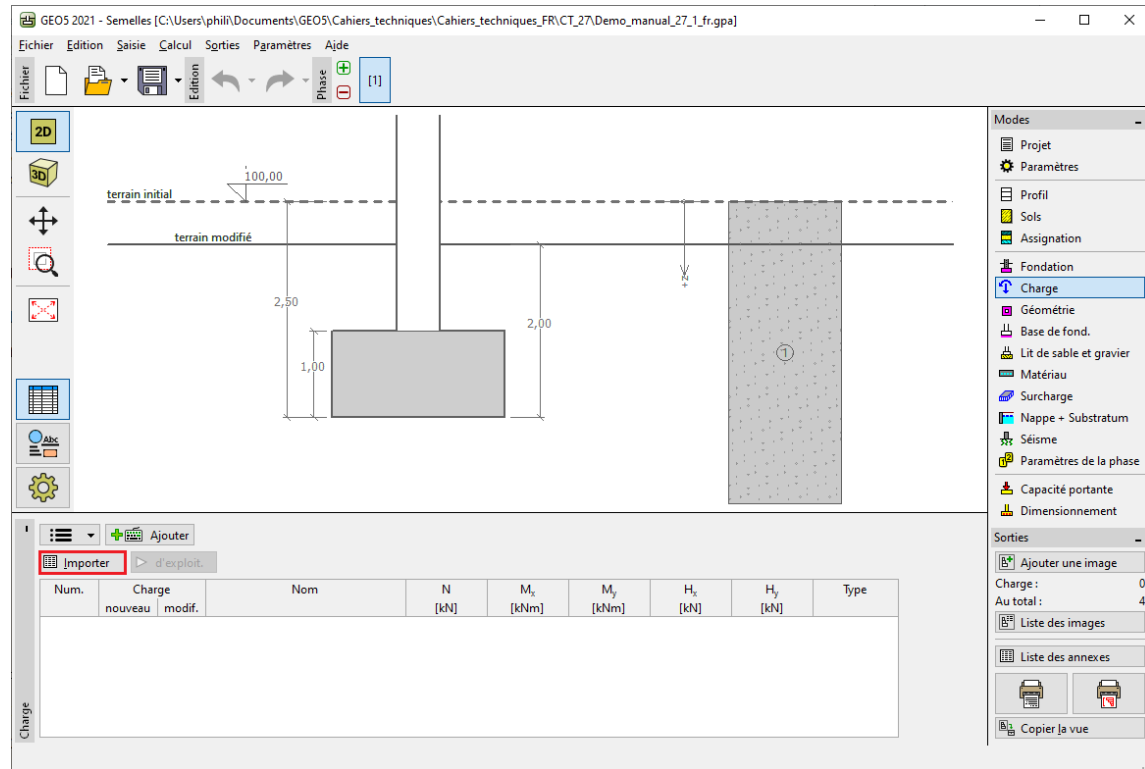 GEO5 2021 - Semelles [C:\Users\phili\Documents\GEO5\Cahiers_techniques\Cahiers_techniques_FR\CT_27\Demo_manual_27_1_fr.gpa]
Fichier Edition Saisie Calcul Sorties Paramètres Aide
Fichier
Edition
Phase
[1]
2D
3D
Abc
100,00
terrain initial
terrain modifié
2,50
2,00
1,00
+z
1
Modes
Projet
Paramètres
Profil
Sols
Assignation
Fondation
Charge
Géométrie
Base de fond.
Lit de sable et gravier
Matériau
Surcharge
Nappe + Substratum
Séisme
Paramètres de la phase
Capacité portante
Dimensionnement
Sorties
Ajouter une image
Charge : 0
Au total : 4
Liste des images
Liste des annexes
Copier la vue
Charge
Ajouter
Importer d'exploit.
Num. Charge Nom N Mx My Hx Hy Type
nouveau modif. [kN] [kNm] [kNm] [kN] [kN]